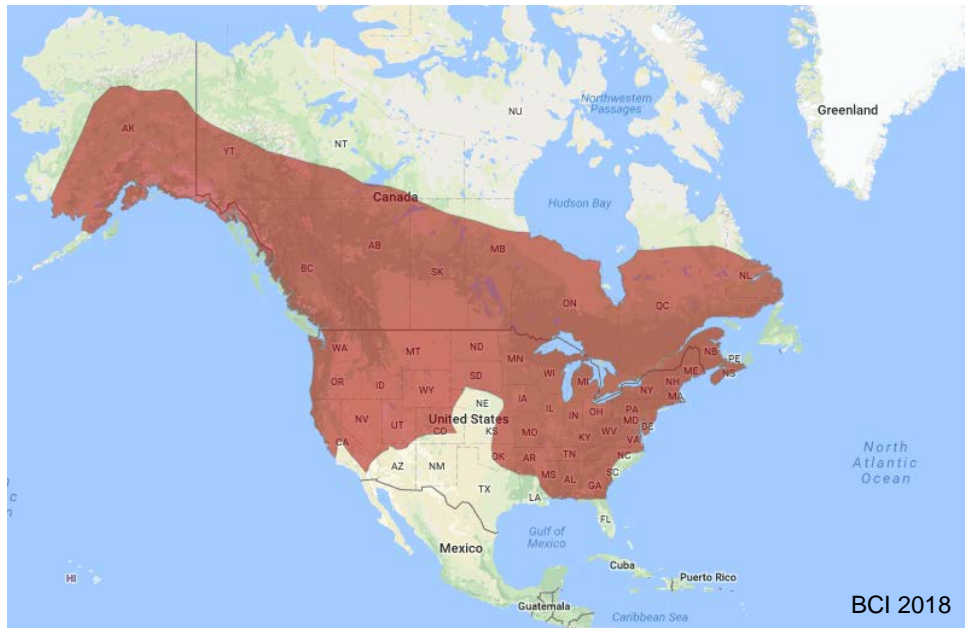 Greenland
NU
Northwestern
Passages
AK
YT
NT
Canada
Hudson Bay
BC
AB
SK
MB
ON
QC
NL
WA
MT
ND
MN
OR
ID
WY
SD
WI
MI
NB
PE
ME
NS
NY
NH
MA
NV
UT
CO
NE
IA
IL
IN
OH
PA
MD
DE
United States
KS
MO
KY
WV
VA
CA
AZ
NM
OK
AR
TN
NC
SC
TX
MS
AL
GA
LA
FL
North
Atlantic
Ocean
c
n
Gulf of
Mexico
Mexico
Cuba
Puerto Rico
HI
Guatemala
Caribbean Sea
BCI 2018